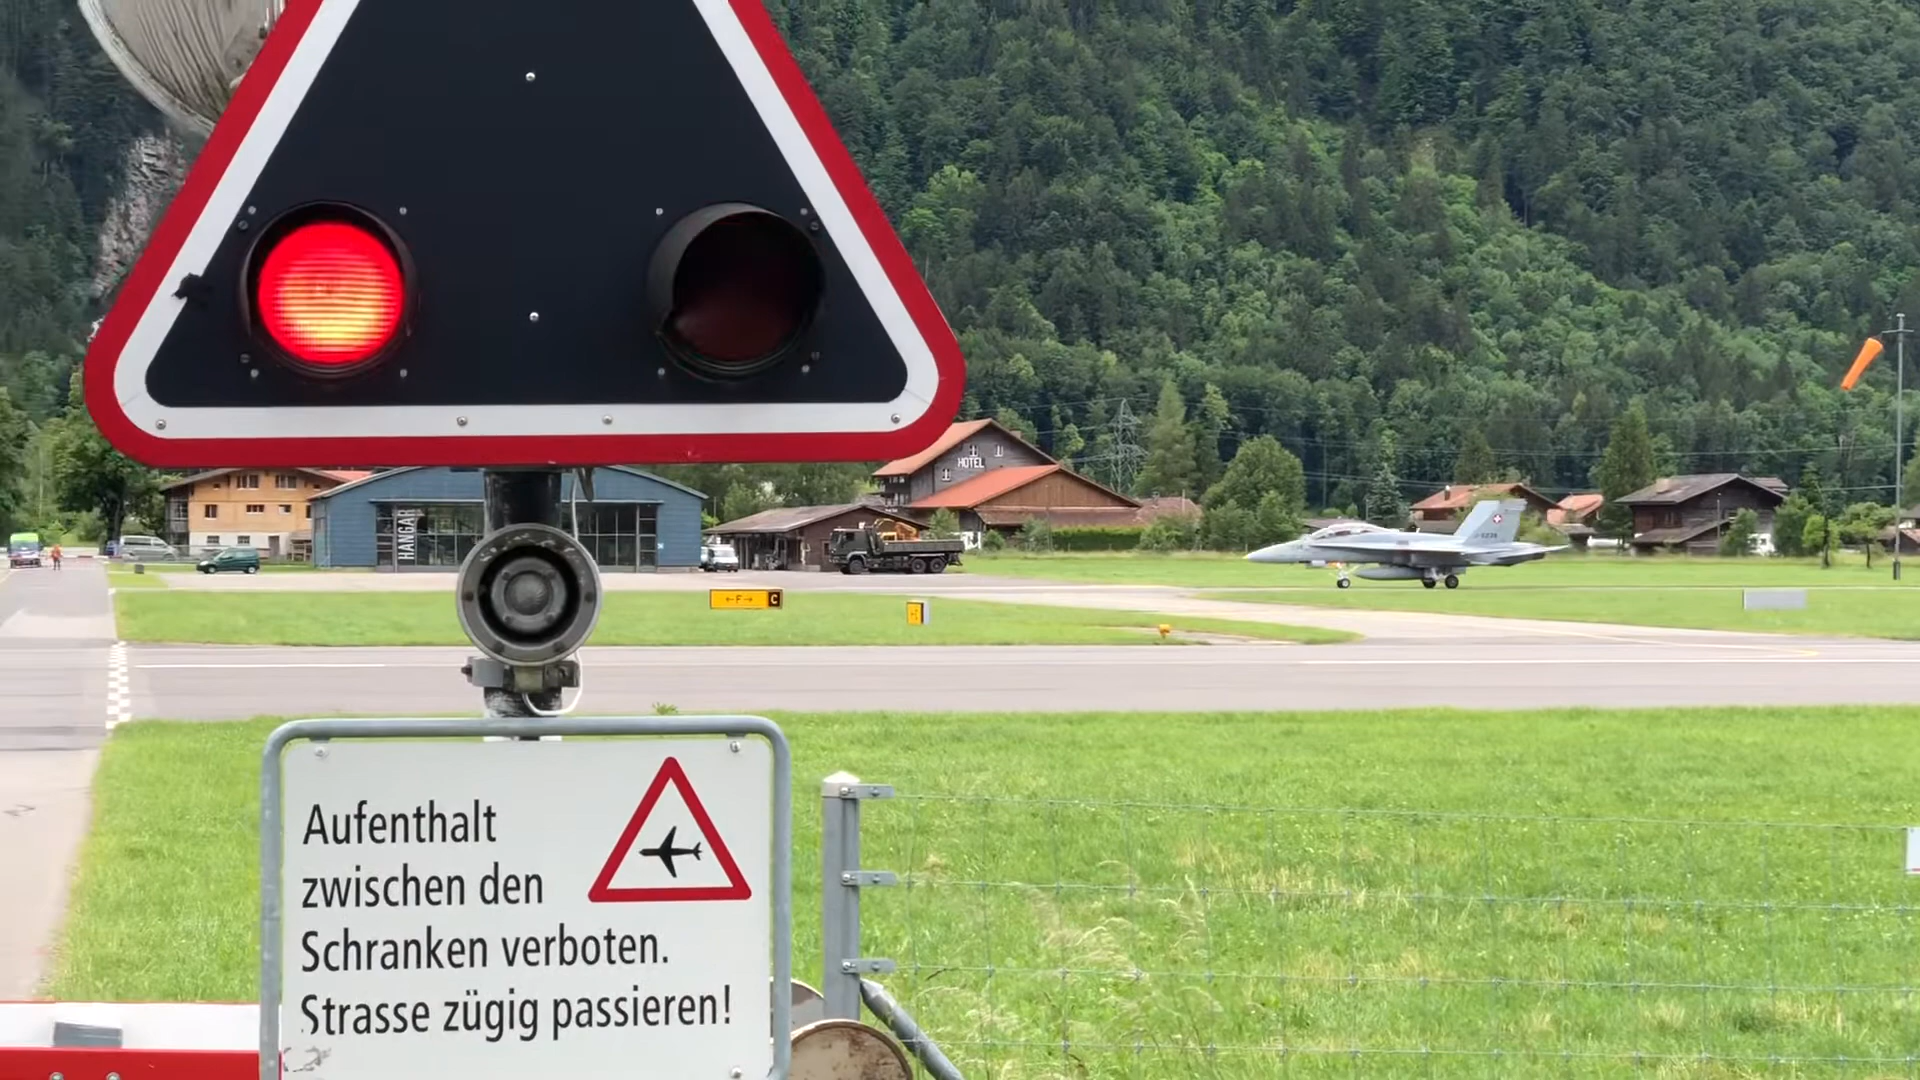 HOTEL
HANGAR
←F→ C
Aufenthalt
zwischen den
Schranken verboten.
Strasse zügig passieren!